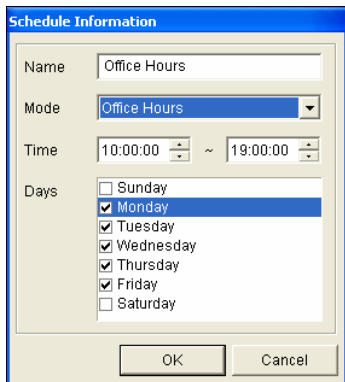 Schedule Information
Name Office Hours
Mode Office Hours
Time 10:00:00 ~ 19:00:00
Days Sunday
Monday
Tuesday
Wednesday
Thursday
Friday
Saturday
OK Cancel